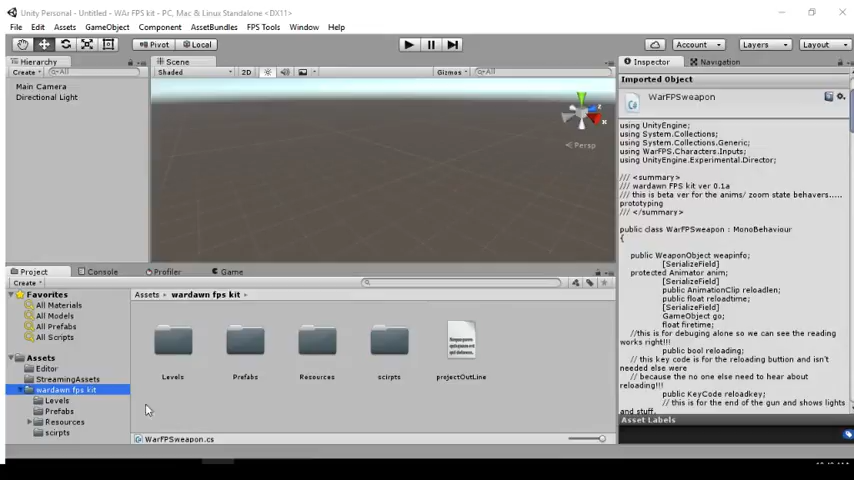 Unity Personal - Untitled - WAr FPS kit - PC, Mac & Linux Standalone <DX11>
File Edit Assets GameObject Component AssetBundles FPS Tools Window Help
Pivot Local Account Layers Layout
Hierarchy
Create All
Main Camera
Directional Light
Scene
Shaded 2D Gizmos All
z
x
Persp
Inspector Navigation
Imported Object
WarFPSweapon
using UnityEngine;
using System.Collections;
using System.Collections.Generic;
using WarFPS.Characters.Inputs;
using UnityEngine.Experimental.Director;
/// <summary>
/// wardawn FPS kit ver 0.1a
/// this is beta ver for the anims/ zoom state behavers.....
prototyping
/// </summary>
public class WarFPSweapon : MonoBehaviour
{
public WeaponObject weapinfo;
[SerializeField]
protected Animator anim;
[SerializeField]
public AnimationClip reloadlen;
public float reloadtime;
[SerializeField]
GameObject go;
float firetime;
//this is for debuging alone so we can see the reading
works right!!!
public bool reloading;
// this key code is for the reloading button and isn't
needed else were
// because the no one else need to hear about
reloading!!!
public KeyCode reloadkey;
// this is for the end of the gun and shows lights
and stuff.
Asset Labels
Project Console Profiler Game
Create
Favorites
All Materials
All Models
All Prefabs
All Scripts
Assets
Editor
StreamingAssets
wardawn fps kit
Levels
Prefabs
Resources
scirpts
Assets wardawn fps kit
Levels Prefabs Resources scirpts projectOutLine
WarFPSweapon.cs